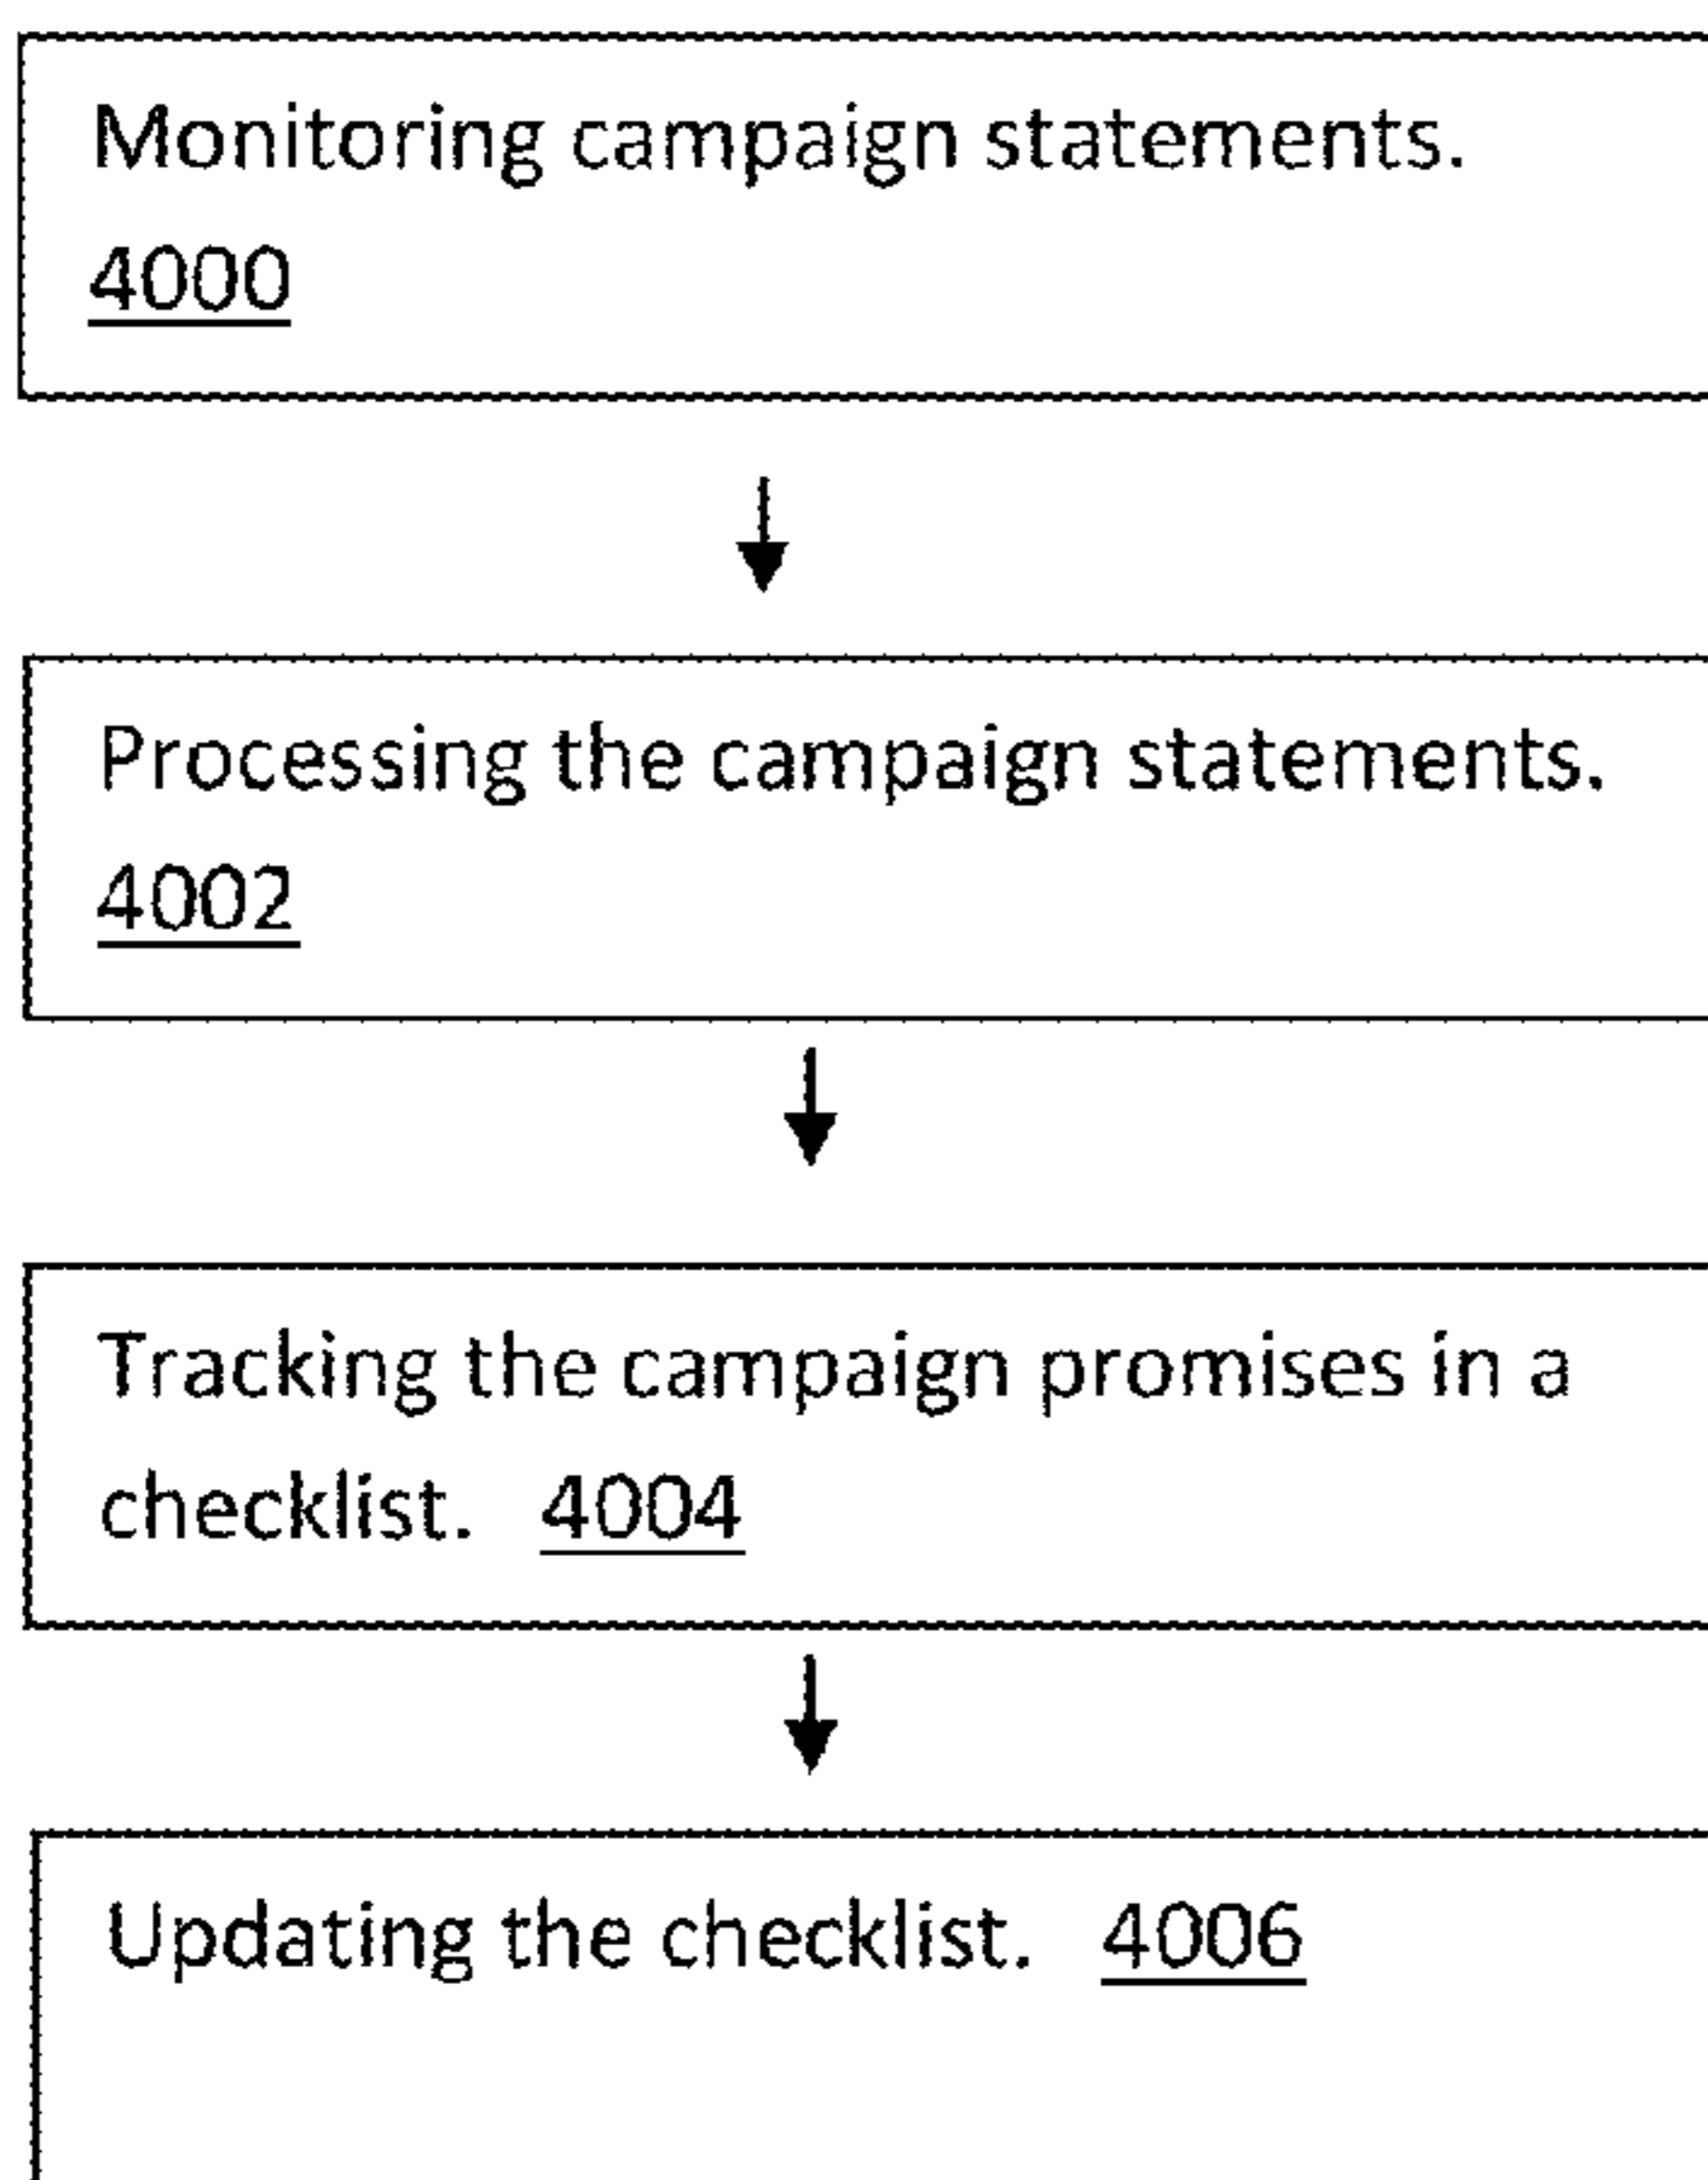 Monitoring campaign statements.
4000
Processing the campaign statements.
4002
Tracking the campaign promises in a
checklist. 4004
Updating the checklist. 4006